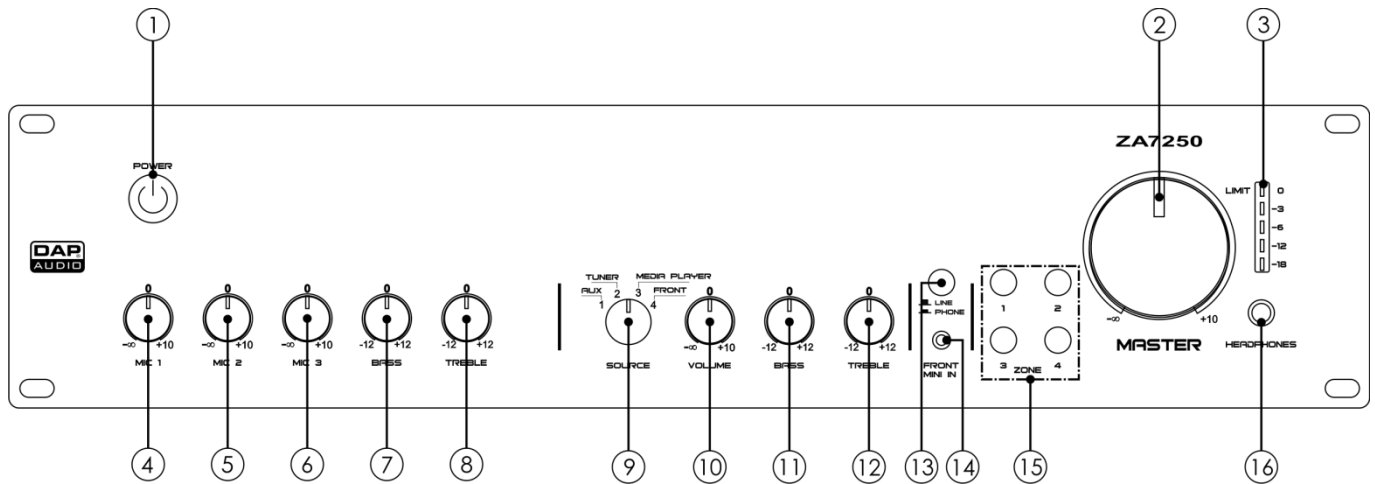 1
2
3
POWER
ZA7250
LIMIT
0
-3
-6
-12
-18
DAP®
AUDIO
TUNER
MEDIA PLAYER
AUX
FRONT
1
2
3
4
0
0
0
0
0
0
0
0
-∞ +10
-∞ +10
-∞ +10
-12 +12
-12 +12
-∞ +10
-12 +12
-12 +12
MIC 1
MIC 2
MIC 3
BASS
TREBLE
SOURCE
VOLUME
BASS
TREBLE
LINE
PHONE
FRONT
MINI IN
1
2
3
4
ZONE
-∞ +10
MASTER
HEADPHONES
4
5
6
7
8
9
10
11
12
13
14
15
16